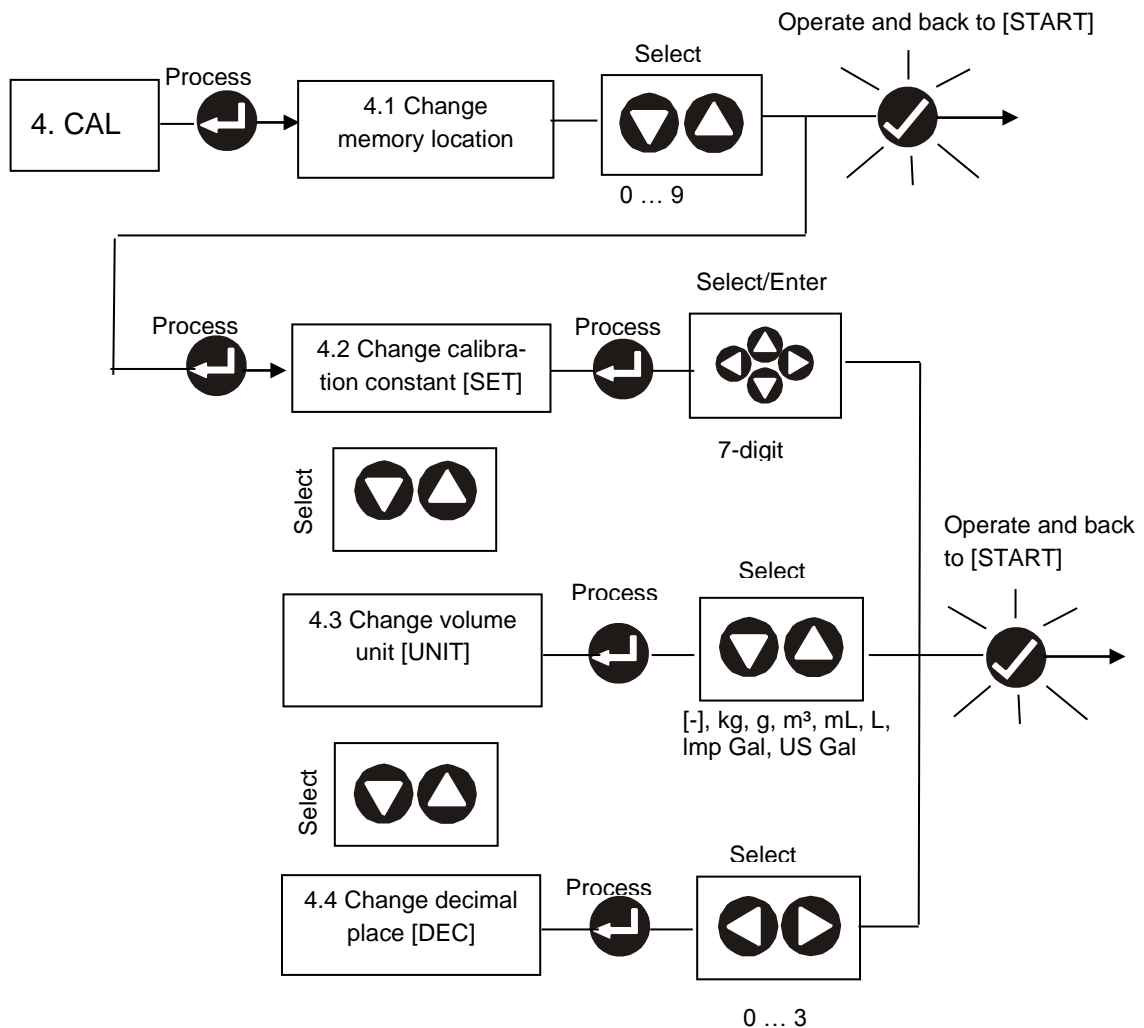 Operate and back to [START]
Select
Process
4. CAL
4.1 Change
memory location
0 … 9
Select/Enter
Process
Process
4.2 Change calibra-
tion constant [SET]
7-digit
Select
Operate and back
to [START]
Select
Process
4.3 Change volume
unit [UNIT]
[-], kg, g, m³, mL, L,
Imp Gal, US Gal
Select
Select
Process
4.4 Change decimal
place [DEC]
0 … 3